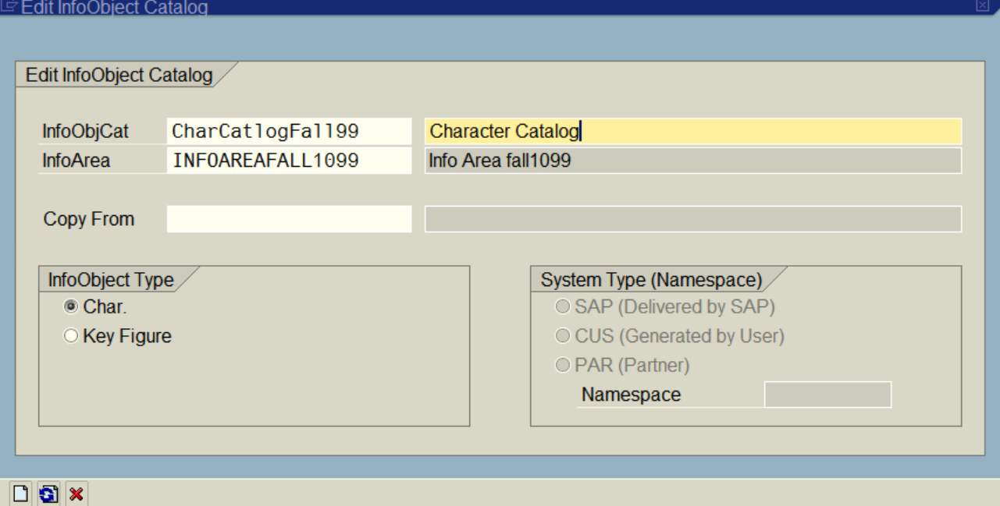 Edit InfoObject Catalog
Edit InfoObject Catalog
InfoObjCat CharCatlogFall99 Character Catalog
InfoArea INFOAREAFALL1099 Info Area fall1099
Copy From
InfoObject Type System Type (Namespace)
Char. SAP (Delivered by SAP)
Key Figure CUS (Generated by User)
PAR (Partner)
Namespace